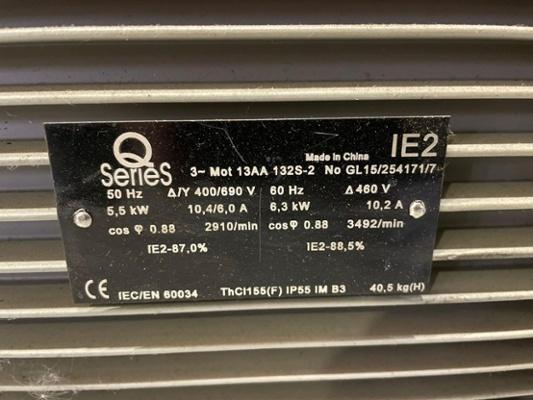 Q
Series
Made in China
IE2
3~ Mot 13AA 132S-2 No GL15/254171/7
50 Hz Δ/Y 400/690 V 60 Hz Δ 460 V
5,5 kW 10,4/6,0 A 6,3 kW 10,2 A
cos φ 0.88 2910/min cos φ 0.88 3492/min
IE2-87,0% IE2-88,5%
CE IEC/EN 60034 ThCl155(F) IP55 IM B3 40,5 kg(H)